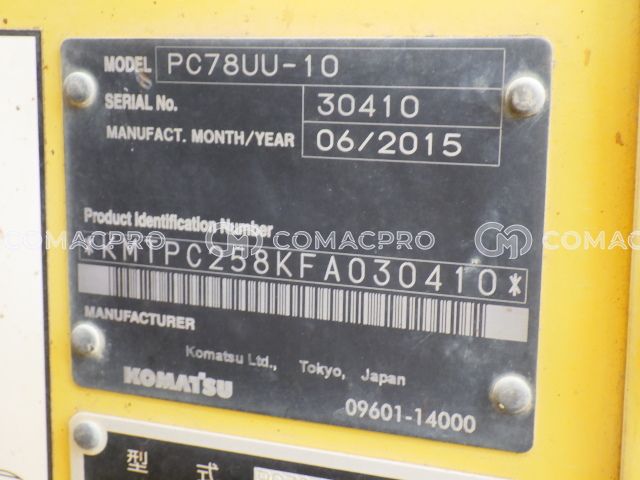 MODEL PC78UU-10
SERIAL No. 30410
MANUFACT. MONTH/YEAR 06/2015
Product Identification Number
COMACPRO COMACPRO COMACPRO
*KMTPC258KFA030410*
MANUFACTURER
Komatsu Ltd., Tokyo, Japan
KOMATSU
09601-14000
型 式